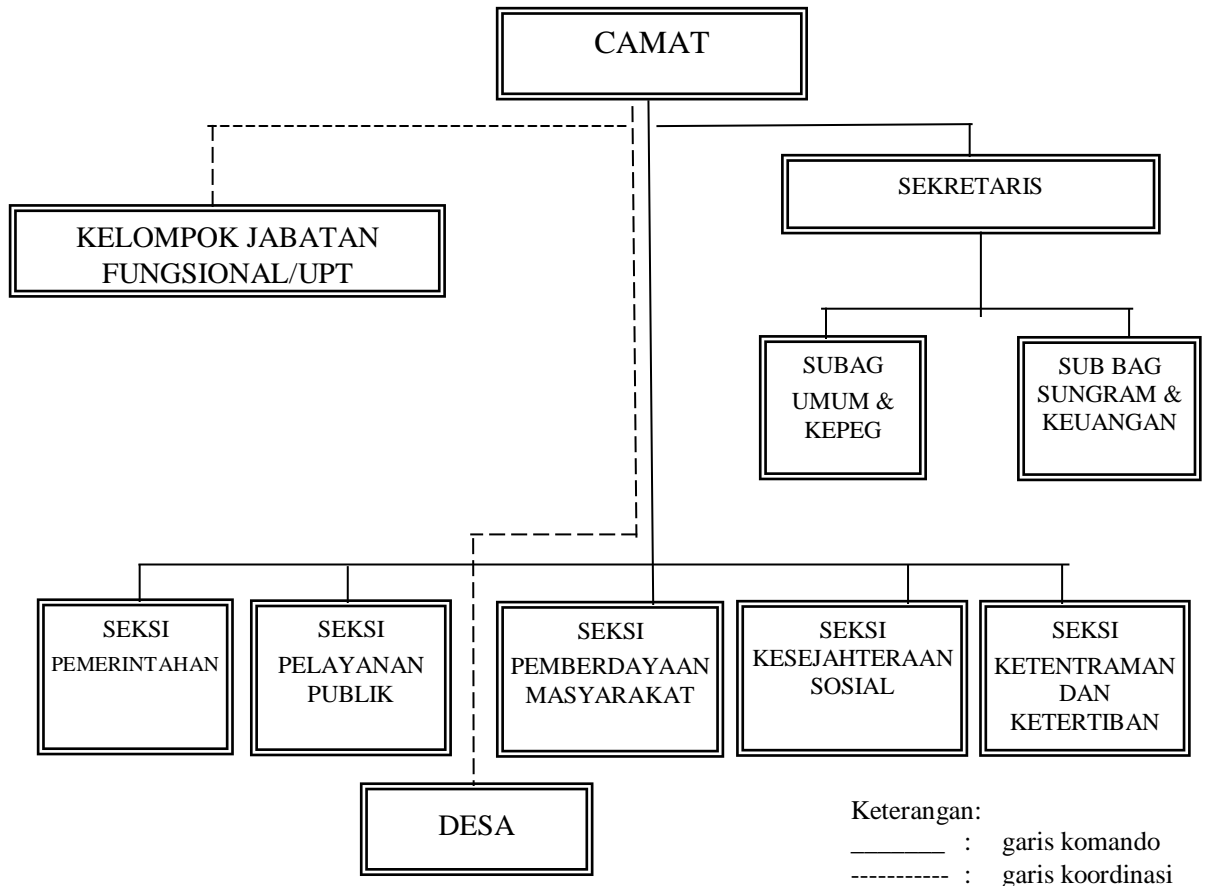 CAMAT
SEKRETARIS
KELOMPOK JABATAN
FUNGSIONAL/UPT
SUBAG
UMUM &
KEPEG
SUB BAG
SUNGRAM &
KEUANGAN
SEKSI
PEMERINTAHAN
SEKSI
PELAYANAN
PUBLIK
SEKSI
PEMBERDAYAAN
MASYARAKAT
SEKSI
KESEJAHTERAAN
SOSIAL
SEKSI
KETENTRAMAN
DAN
KETERTIBAN
DESA
Keterangan:
_______ : garis komando
----------- : garis koordinasi